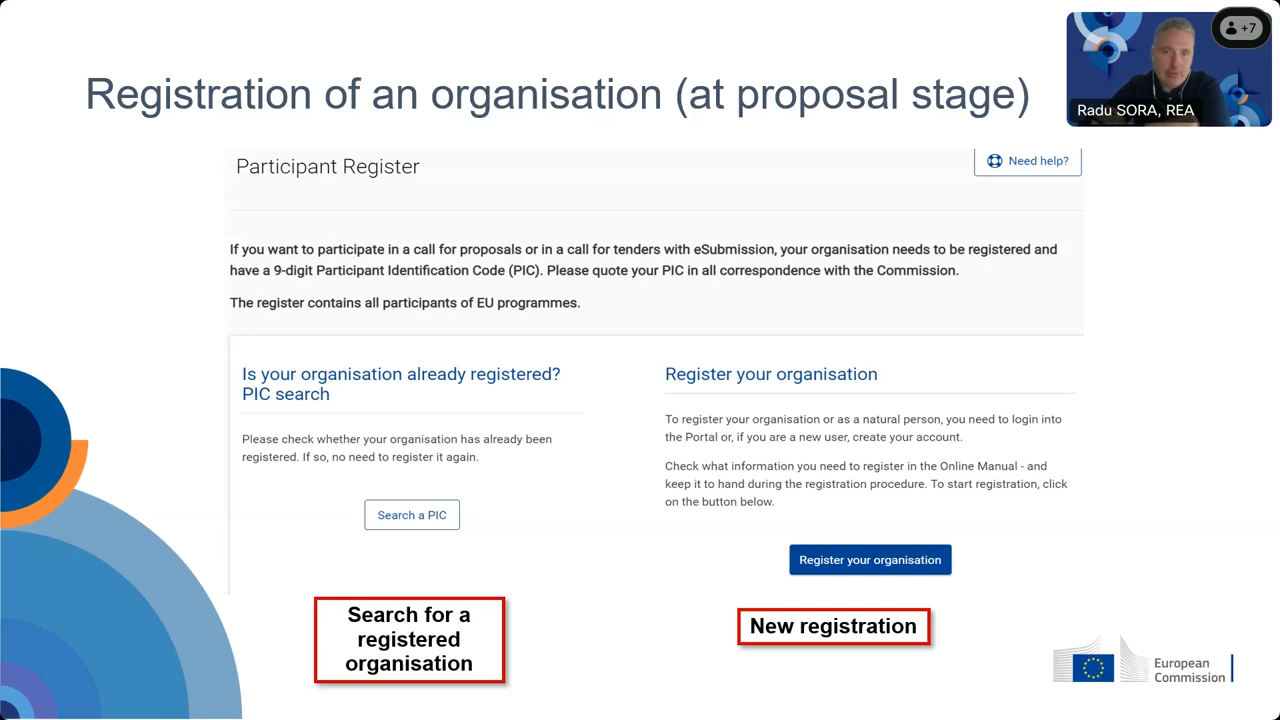 +7
Radu SORA, REA
Registration of an organisation (at proposal stage)
Participant Register
Need help?
If you want to participate in a call for proposals or in a call for tenders with eSubmission, your organisation needs to be registered and
have a 9-digit Participant Identification Code (PIC). Please quote your PIC in all correspondence with the Commission.
The register contains all participants of EU programmes.
Is your organisation already registered?
PIC search
Please check whether your organisation has already been
registered. If so, no need to register it again.
Search a PIC
Register your organisation
To register your organisation or as a natural person, you need to login into
the Portal or, if you are a new user, create your account.
Check what information you need to register in the Online Manual - and
keep it to hand during the registration procedure. To start registration, click
on the button below.
Register your organisation
Search for a
registered
organisation
New registration
European
Commission